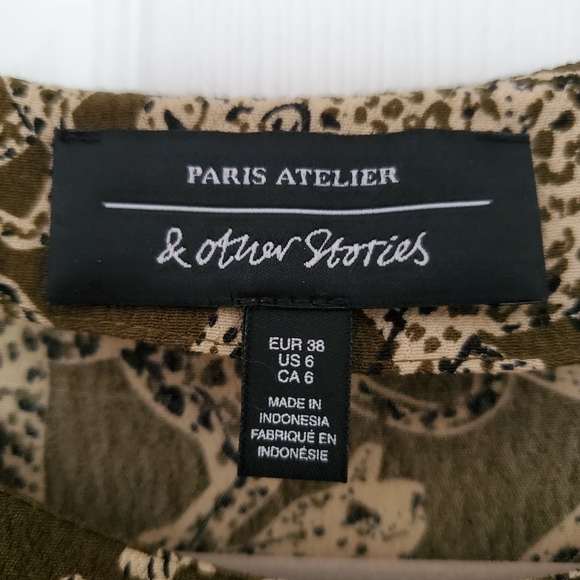 PARIS ATELIER
& other Stories
EUR 38
US 6
CA 6
MADE IN
INDONESIA
FABRIQUÉ EN
INDONÉSIE